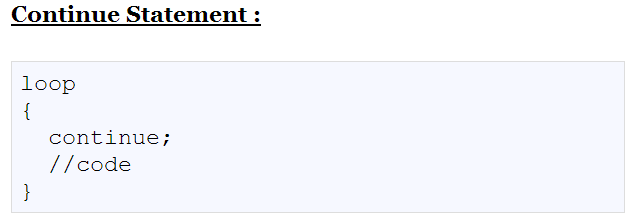 Continue Statement :
loop
{
continue;
//code
}